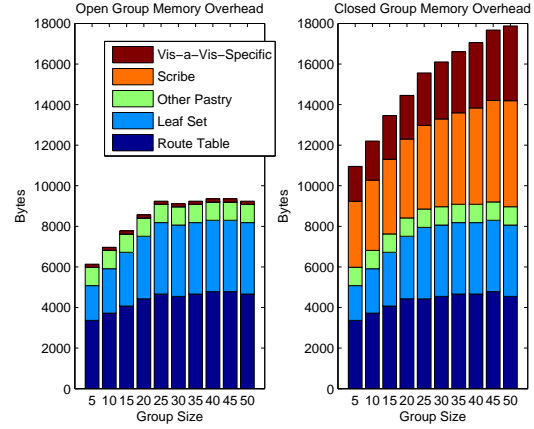 Open Group Memory Overhead
18000
16000
14000
12000
10000
8000
6000
4000
2000
0
Bytes
Vis-a-Vis-Specific
Scribe
Other Pastry
Leaf Set
Route Table
5 10 15 20 25 30 35 40 45 50
Group Size
Closed Group Memory Overhead
18000
16000
14000
12000
10000
8000
6000
4000
2000
0
Bytes
5 10 15 20 25 30 35 40 45 50
Group Size